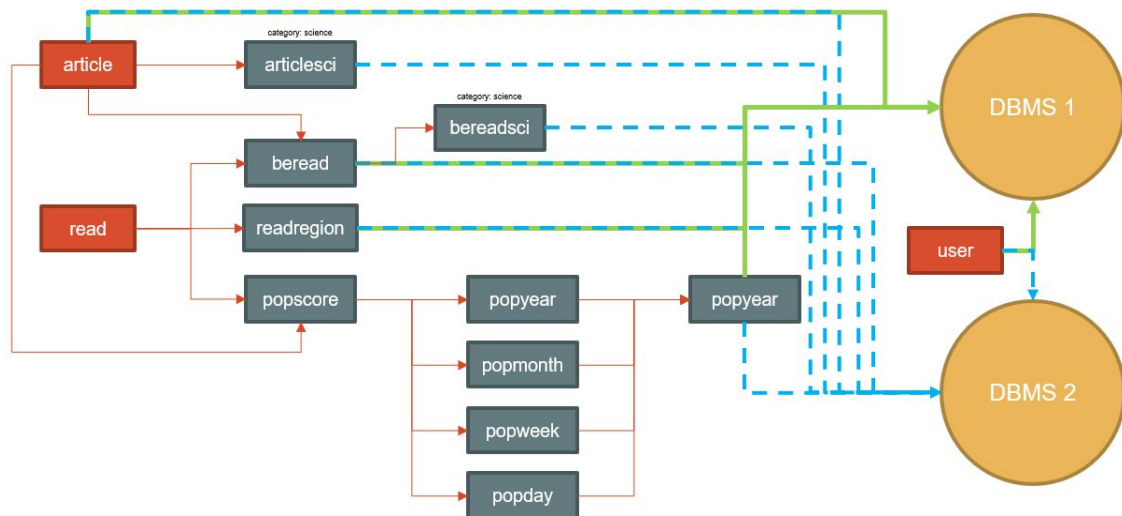 category: science
article
articlesci
category: science
bereadsci
DBMS 1
beread
read
readregion
user
popscore
popyear
popyear
popmonth
DBMS 2
popweek
popday